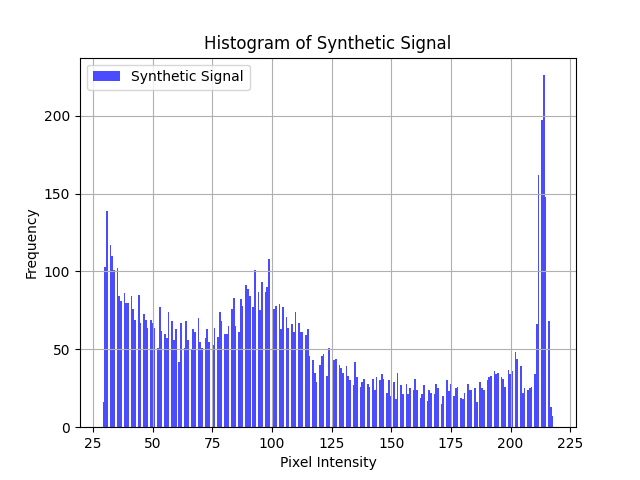 Histogram of Synthetic Signal
Synthetic Signal
Frequency
200
150
100
50
0
25 50 75 100 125 150 175 200 225
Pixel Intensity